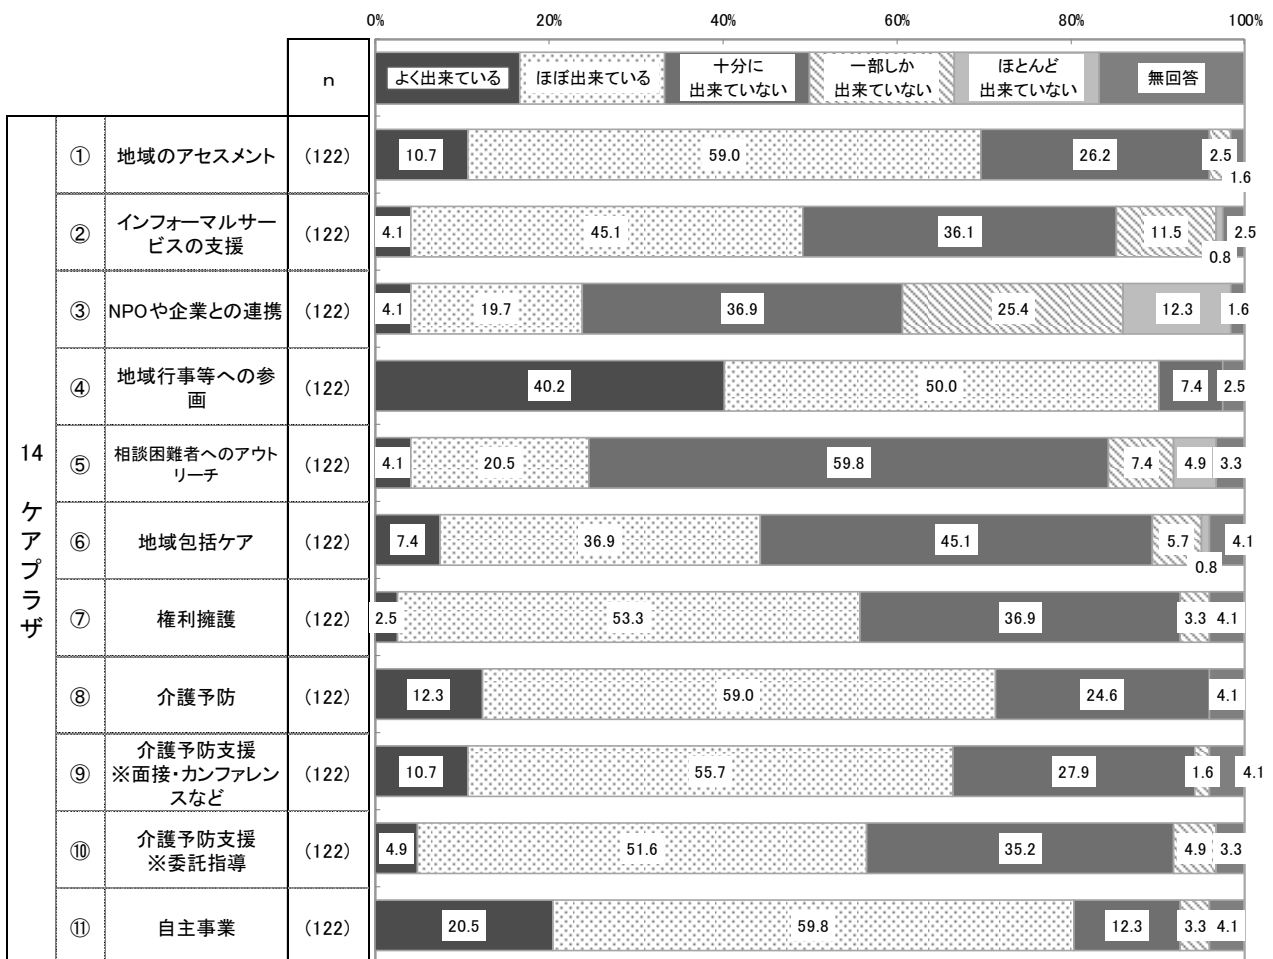 0% 20% 40% 60% 80% 100%
n
よく出来ている ほぼ出来ている 十分に 一部しか ほとんど 無回答
出来ていない 出来ていない 出来ていない
14
ケアプラザ
① 地域のアセスメント (122) 10.7 59.0 26.2 2.5 1.6
② インフォーマルサー
ビスの支援 (122) 4.1 45.1 36.1 11.5 0.8 2.5
③ NPOや企業との連携 (122) 4.1 19.7 36.9 25.4 12.3 1.6
④ 地域行事等への参
画 (122) 40.2 50.0 7.4 2.5
⑤ 相談困難者へのアウト
リーチ (122) 4.1 20.5 59.8 7.4 4.9 3.3
⑥ 地域包括ケア (122) 7.4 36.9 45.1 5.7 0.8 4.1
⑦ 権利擁護 (122) 2.5 53.3 36.9 3.3 4.1
⑧ 介護予防 (122) 12.3 59.0 24.6 4.1
⑨ 介護予防支援
※面接・カンファレン
スなど (122) 10.7 55.7 27.9 1.6 4.1
⑩ 介護予防支援
※委託指導 (122) 4.9 51.6 35.2 4.9 3.3
⑪ 自主事業 (122) 20.5 59.8 12.3 3.3 4.1